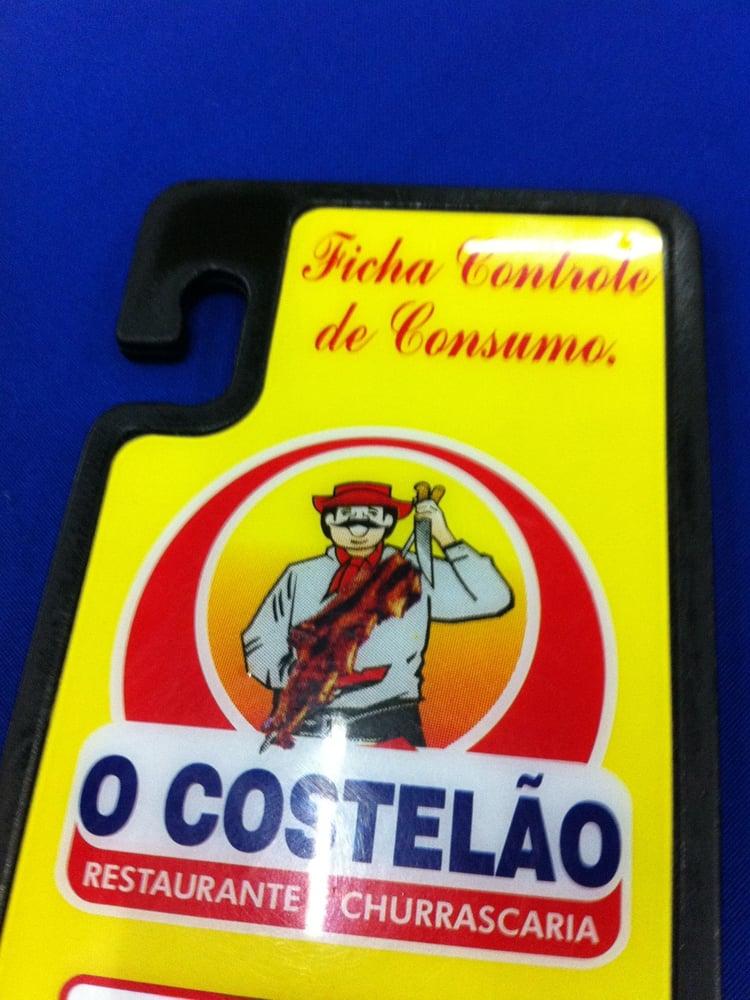 Ficha Controle
de Consumo.
O COSTELÃO
RESTAURANTE CHURRASCARIA